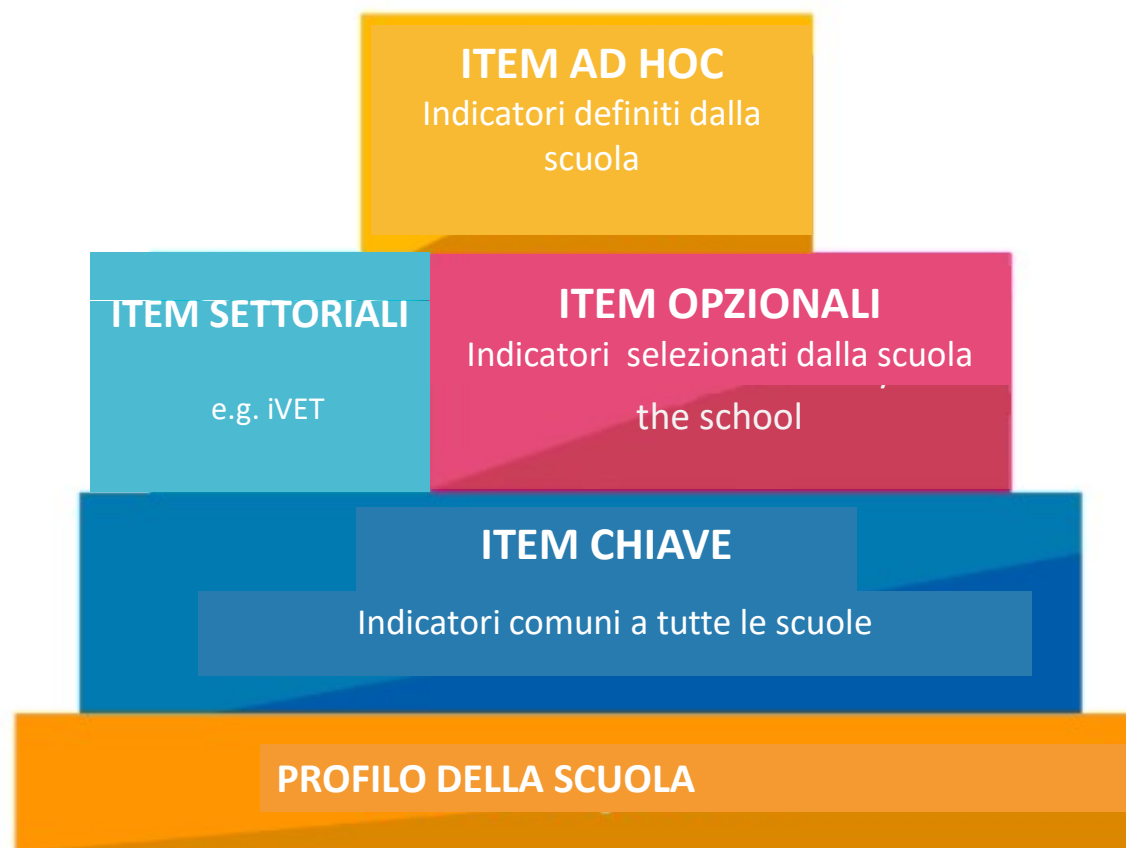 ITEM AD HOC
Indicatori definiti dalla
scuola
ITEM SETTORIALI
e.g. iVET
ITEM OPZIONALI
Indicatori selezionati dalla scuola
the school
ITEM CHIAVE
Indicatori comuni a tutte le scuole
PROFILO DELLA SCUOLA